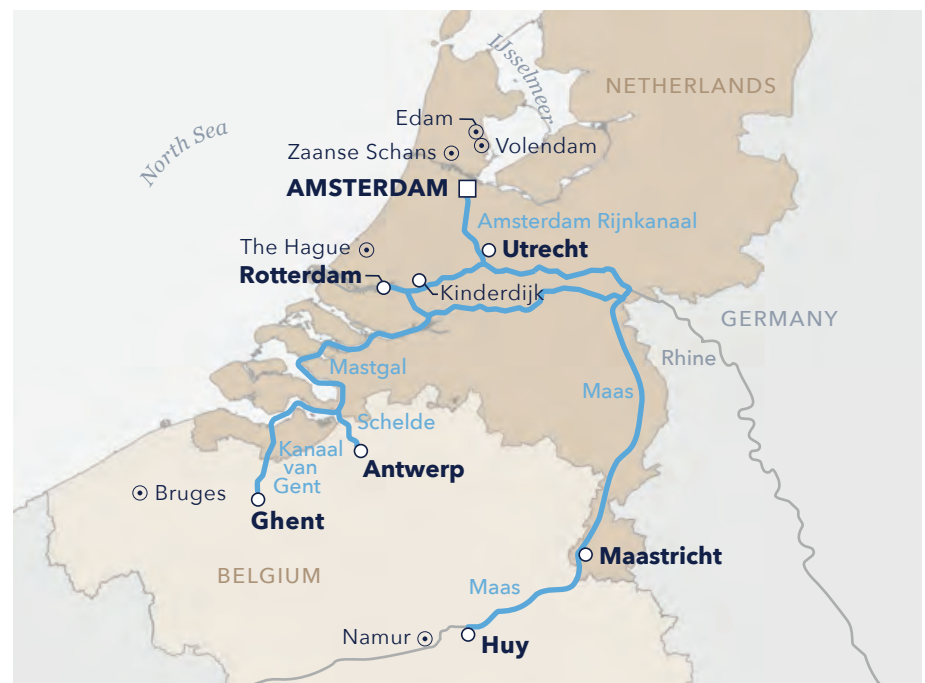 IJsselmeer
NETHERLANDS
Edam
North Sea
Volendam
Zaanse Schans
AMSTERDAM
Amsterdam Rijnkanaal
The Hague
Utrecht
Rotterdam
Kinderdijk
GERMANY
Rhine
Mastgal
Maas
Schelde
Kanaal
van
Gent
Antwerp
Bruges
Ghent
Maastricht
BELGIUM
Maas
Namur
Huy